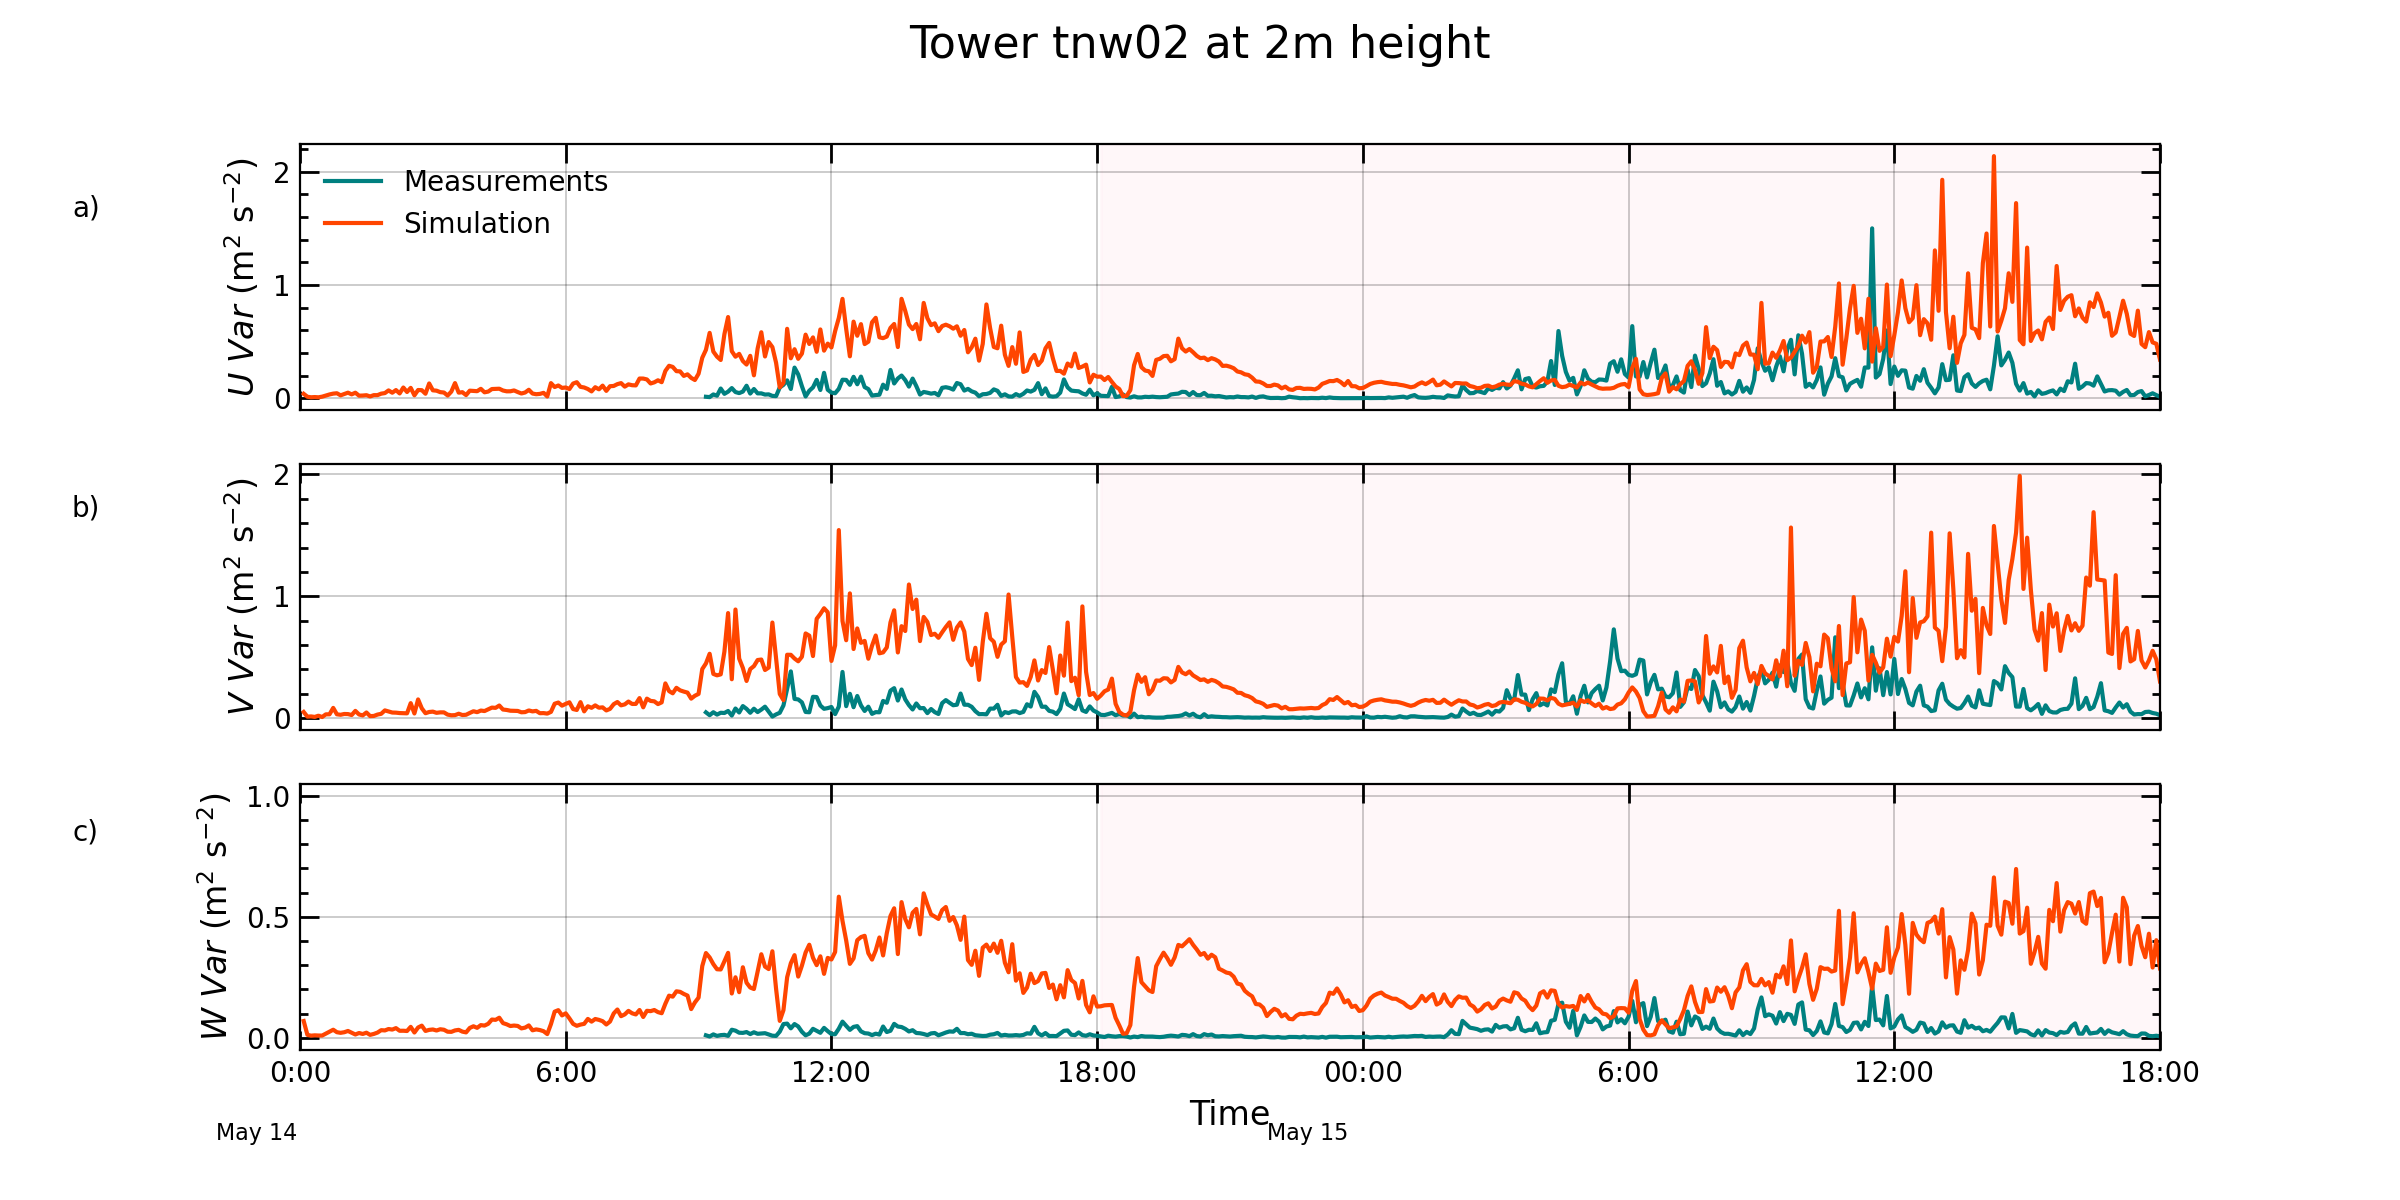 Tower tnw02 at 2m height
a)
U Var (m² s⁻²)
2
1
0
Measurements
Simulation
b)
V Var (m² s⁻²)
2
1
0
c)
W Var (m² s⁻²)
1.0
0.5
0.0
0:00 6:00 12:00 18:00 00:00 6:00 12:00 18:00
Time
May 14 May 15